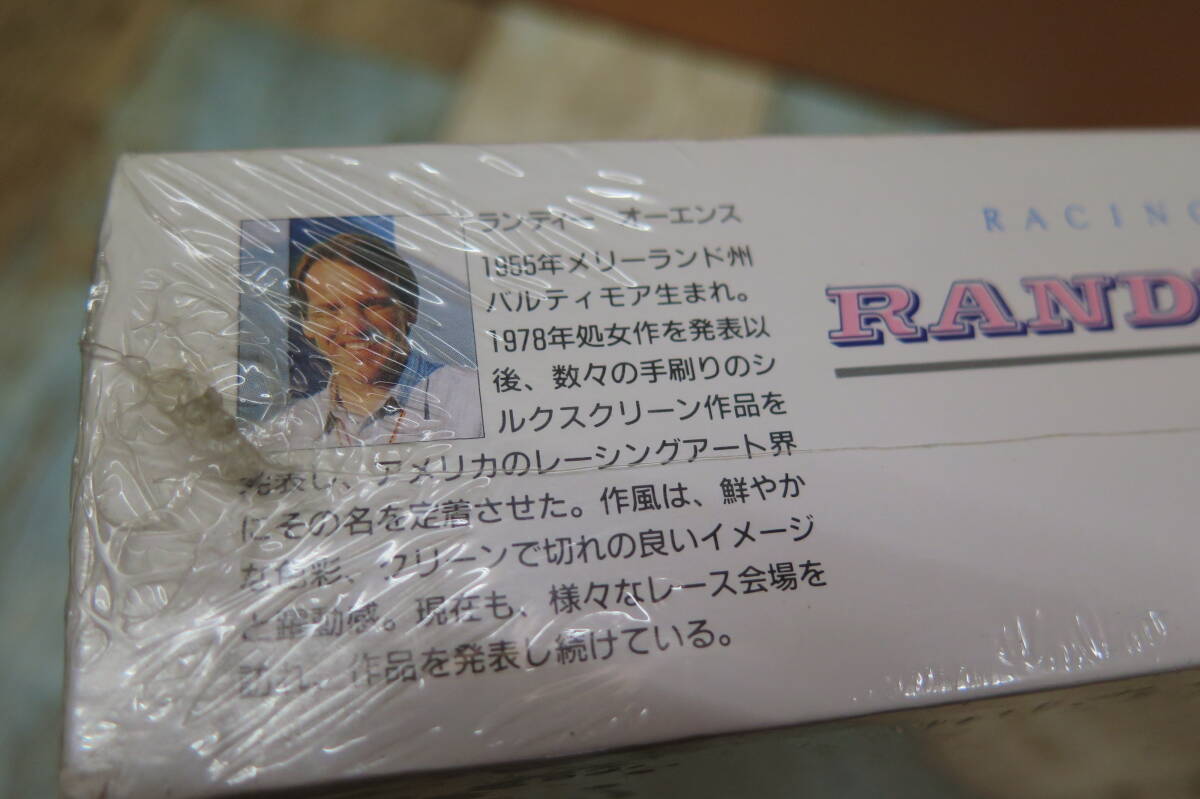 ランディー オーエンス
1955年メリーランド州
バルティモア生まれ。
1978年処女作を発表以
後、数々の手刷りのシ
ルクスクリーン作品を
発表し、アメリカのレーシングアート界
にその名を定着させた。作風は、鮮やか
な色彩、クリーンで切れの良いイメージ
と躍動感。現在も、様々なレース会場を
訪れ、作品を発表し続けている。
RACING
RAND